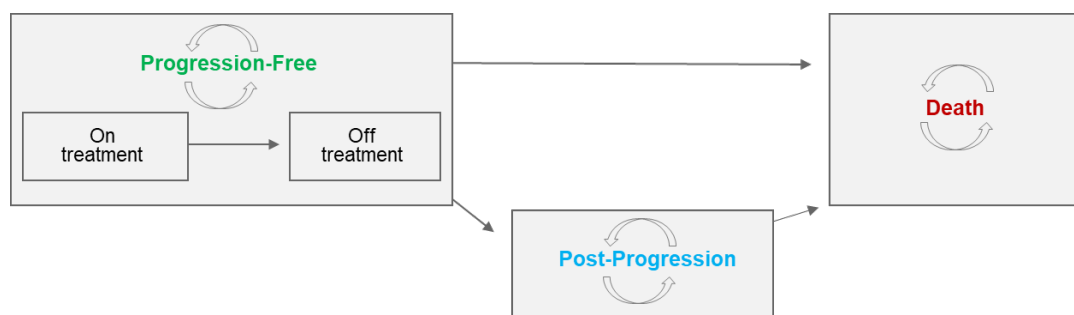 Progression-Free
On
treatment
Off
treatment
Death
Post-Progression